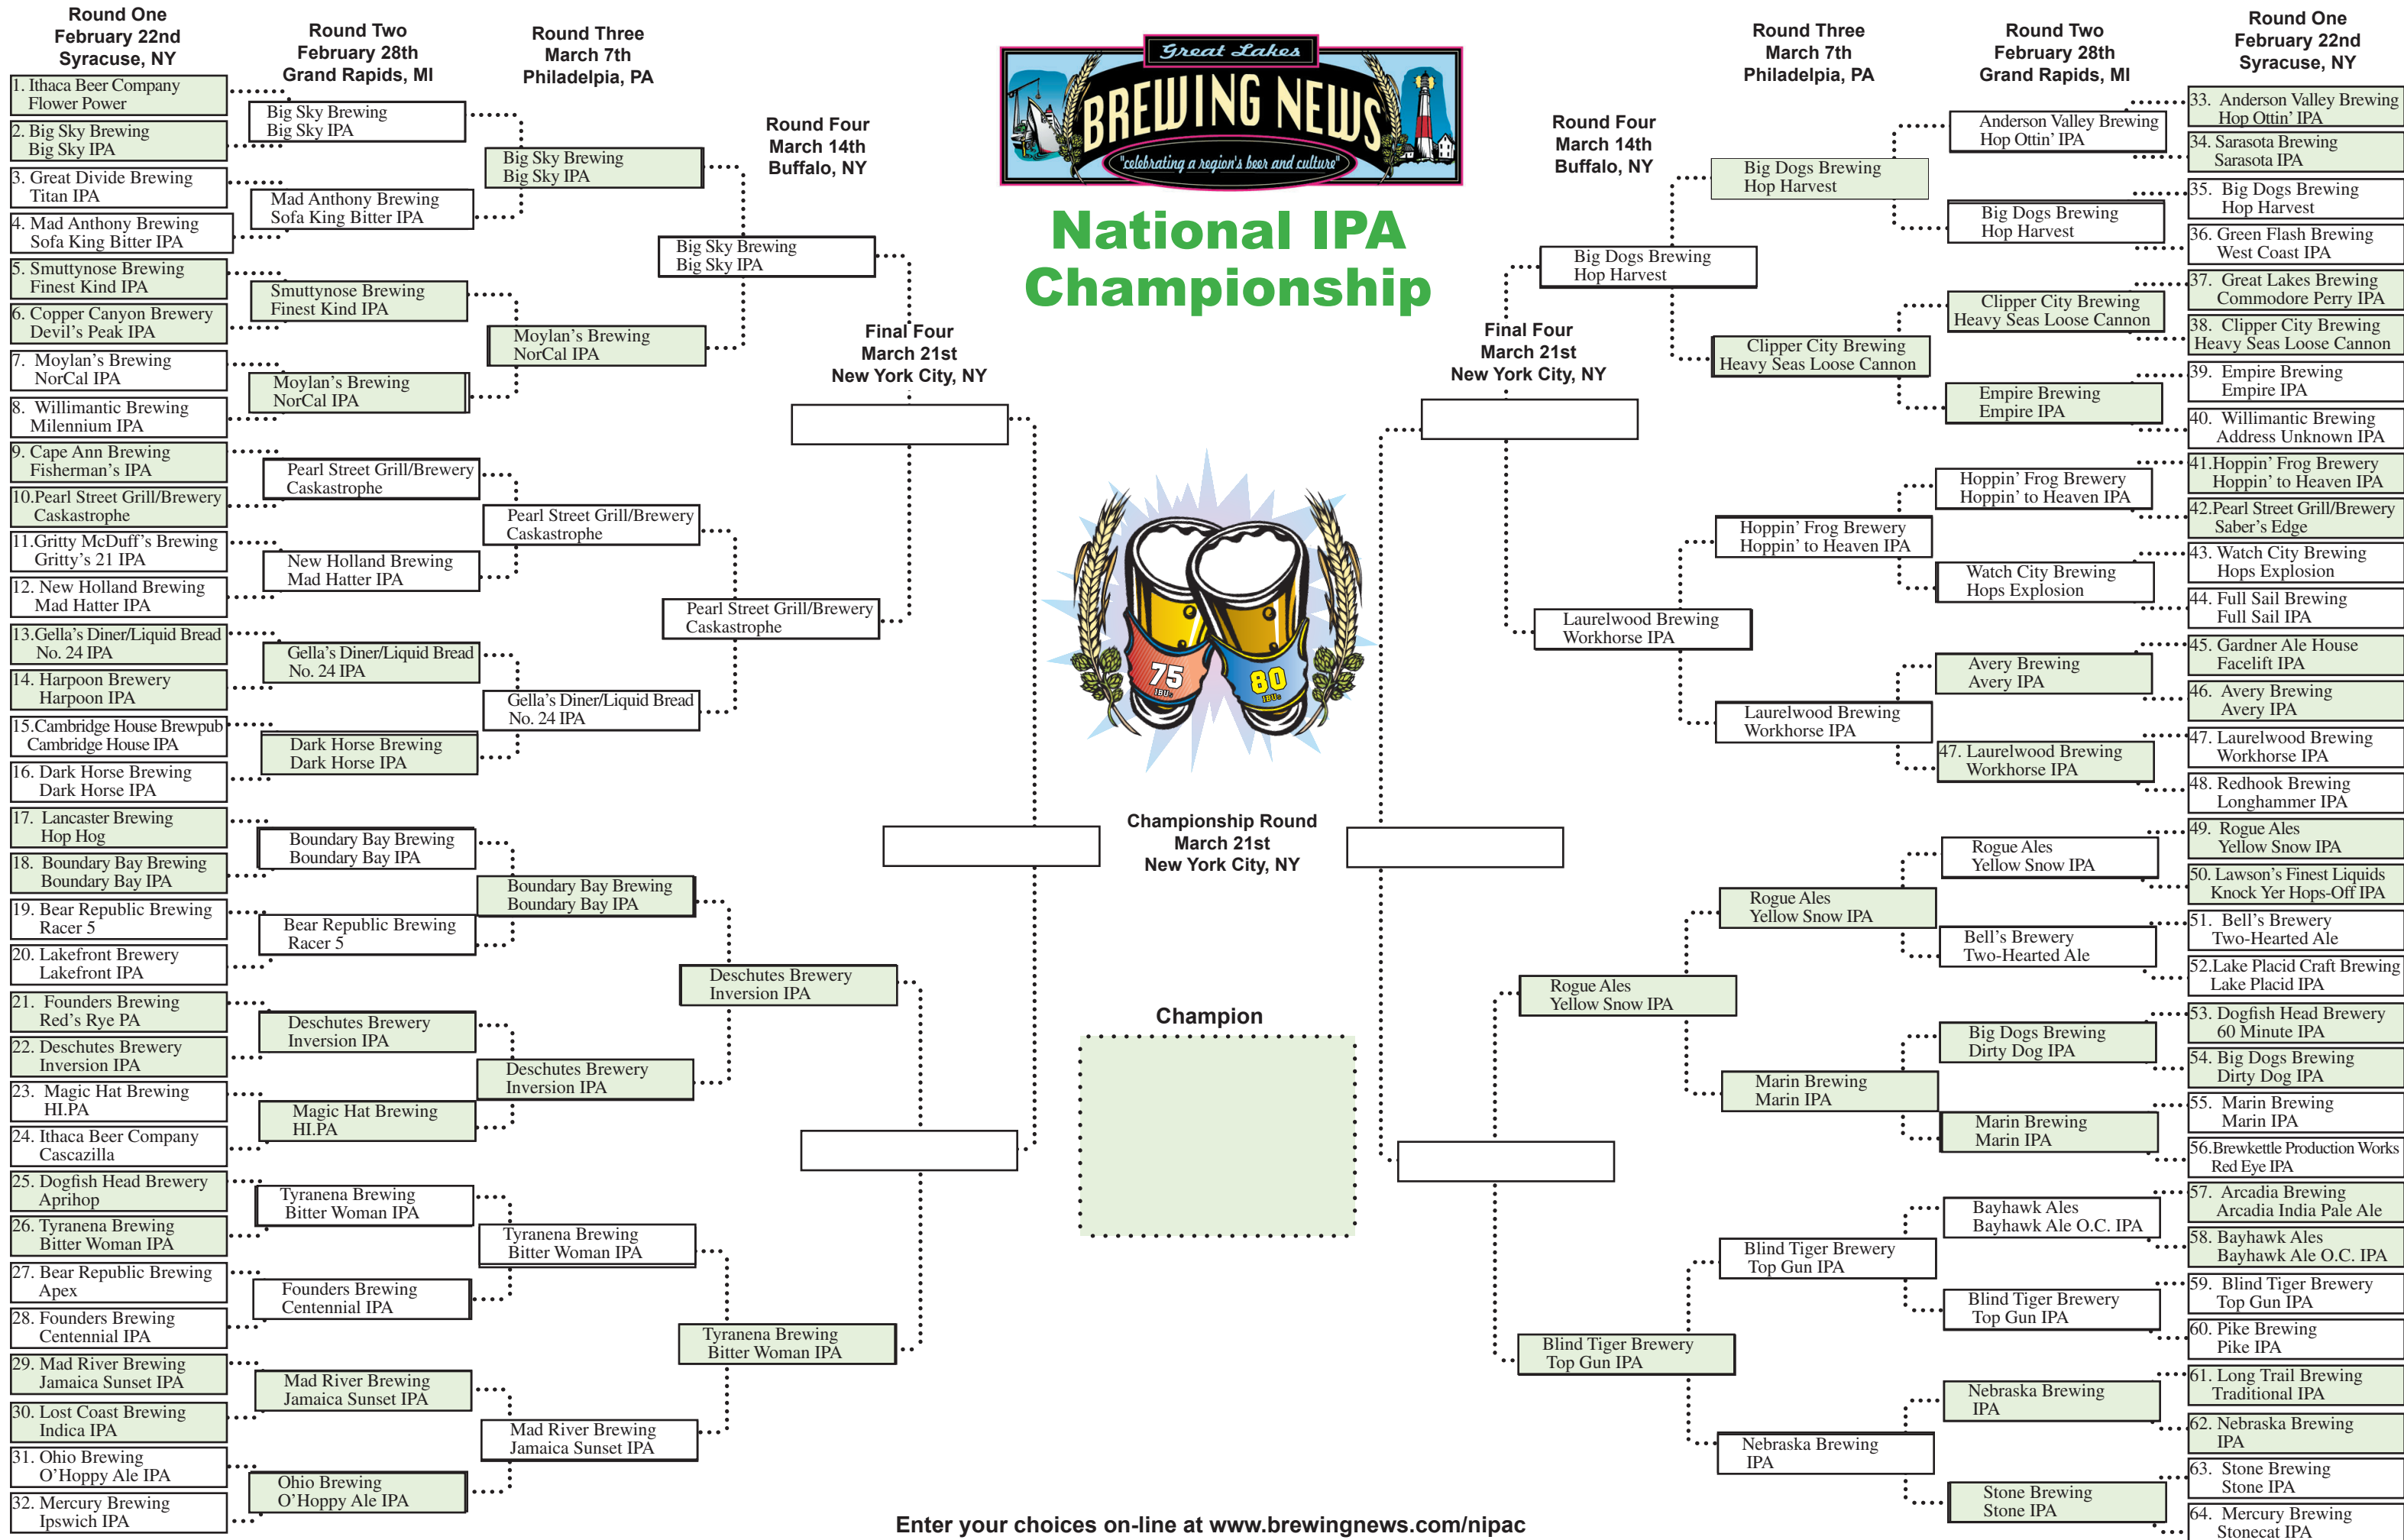 Round One
February 22nd
Syracuse, NY
1. Ithaca Beer Company
Flower Power
2. Big Sky Brewing
Big Sky IPA
3. Great Divide Brewing
Titan IPA
4. Mad Anthony Brewing
Sofa King Bitter IPA
5. Smuttynose Brewing
Finest Kind IPA
6. Copper Canyon Brewery
Devil's Peak IPA
7. Moylan's Brewing
NorCal IPA
8. Willimantic Brewing
Milennium IPA
9. Cape Ann Brewing
Fisherman's IPA
10.Pearl Street Grill/Brewery
Caskastrophe
11.Gritty McDuff's Brewing
Gritty's 21 IPA
12. New Holland Brewing
Mad Hatter IPA
13.Gella's Diner/Liquid Bread
No. 24 IPA
14. Harpoon Brewery
Harpoon IPA
15.Cambridge House Brewpub
Cambridge House IPA
16. Dark Horse Brewing
Dark Horse IPA
17. Lancaster Brewing
Hop Hog
18. Boundary Bay Brewing
Boundary Bay IPA
19. Bear Republic Brewing
Racer 5
20. Lakefront Brewery
Lakefront IPA
21. Founders Brewing
Red's Rye PA
22. Deschutes Brewery
Inversion IPA
23. Magic Hat Brewing
HI.PA
24. Ithaca Beer Company
Cascazilla
25. Dogfish Head Brewery
Aprihop
26. Tyranena Brewing
Bitter Woman IPA
27. Bear Republic Brewing
Apex
28. Founders Brewing
Centennial IPA
29. Mad River Brewing
Jamaica Sunset IPA
30. Lost Coast Brewing
Indica IPA
31. Ohio Brewing
O'Hoppy Ale IPA
32. Mercury Brewing
Ipswich IPA
Round Two
February 28th
Grand Rapids, MI
Big Sky Brewing
Big Sky IPA
Mad Anthony Brewing
Sofa King Bitter IPA
Smuttynose Brewing
Finest Kind IPA
Moylan's Brewing
NorCal IPA
Pearl Street Grill/Brewery
Caskastrophe
New Holland Brewing
Mad Hatter IPA
Gella's Diner/Liquid Bread
No. 24 IPA
Dark Horse Brewing
Dark Horse IPA
Boundary Bay Brewing
Boundary Bay IPA
Bear Republic Brewing
Racer 5
Deschutes Brewery
Inversion IPA
Magic Hat Brewing
HI.PA
Tyranena Brewing
Bitter Woman IPA
Founders Brewing
Centennial IPA
Mad River Brewing
Jamaica Sunset IPA
Ohio Brewing
O'Hoppy Ale IPA
Round Three
March 7th
Philadelpia, PA
Big Sky Brewing
Big Sky IPA
Moylan's Brewing
NorCal IPA
Pearl Street Grill/Brewery
Caskastrophe
Gella's Diner/Liquid Bread
No. 24 IPA
Boundary Bay Brewing
Boundary Bay IPA
Deschutes Brewery
Inversion IPA
Tyranena Brewing
Bitter Woman IPA
Mad River Brewing
Jamaica Sunset IPA
Round Four
March 14th
Buffalo, NY
Big Sky Brewing
Big Sky IPA
Pearl Street Grill/Brewery
Caskastrophe
Deschutes Brewery
Inversion IPA
Tyranena Brewing
Bitter Woman IPA
Final Four
March 21st
New York City, NY
Great Lakes
BREWING NEWS
"celebrating a region's beer and culture"
National IPA
Championship
75
IBUs
80
IBUs
Championship Round
March 21st
New York City, NY
Champion
Enter your choices on-line at www.brewingnews.com/nipac
Final Four
March 21st
New York City, NY
Round Four
March 14th
Buffalo, NY
Big Dogs Brewing
Hop Harvest
Laurelwood Brewing
Workhorse IPA
Rogue Ales
Yellow Snow IPA
Blind Tiger Brewery
Top Gun IPA
Round Three
March 7th
Philadelpia, PA
Big Dogs Brewing
Hop Harvest
Clipper City Brewing
Heavy Seas Loose Cannon
Hoppin' Frog Brewery
Hoppin' to Heaven IPA
Laurelwood Brewing
Workhorse IPA
Rogue Ales
Yellow Snow IPA
Marin Brewing
Marin IPA
Blind Tiger Brewery
Top Gun IPA
Nebraska Brewing
IPA
Round Two
February 28th
Grand Rapids, MI
Anderson Valley Brewing
Hop Ottin' IPA
Big Dogs Brewing
Hop Harvest
Clipper City Brewing
Heavy Seas Loose Cannon
Empire Brewing
Empire IPA
Hoppin' Frog Brewery
Hoppin' to Heaven IPA
Watch City Brewing
Hops Explosion
Avery Brewing
Avery IPA
47. Laurelwood Brewing
Workhorse IPA
Rogue Ales
Yellow Snow IPA
Bell's Brewery
Two-Hearted Ale
Big Dogs Brewing
Dirty Dog IPA
Marin Brewing
Marin IPA
Bayhawk Ales
Bayhawk Ale O.C. IPA
Blind Tiger Brewery
Top Gun IPA
Nebraska Brewing
IPA
Stone Brewing
Stone IPA
Round One
February 22nd
Syracuse, NY
33. Anderson Valley Brewing
Hop Ottin' IPA
34. Sarasota Brewing
Sarasota IPA
35. Big Dogs Brewing
Hop Harvest
36. Green Flash Brewing
West Coast IPA
37. Great Lakes Brewing
Commodore Perry IPA
38. Clipper City Brewing
Heavy Seas Loose Cannon
39. Empire Brewing
Empire IPA
40. Willimantic Brewing
Address Unknown IPA
41.Hoppin' Frog Brewery
Hoppin' to Heaven IPA
42.Pearl Street Grill/Brewery
Saber's Edge
43. Watch City Brewing
Hops Explosion
44. Full Sail Brewing
Full Sail IPA
45. Gardner Ale House
Facelift IPA
46. Avery Brewing
Avery IPA
47. Laurelwood Brewing
Workhorse IPA
48. Redhook Brewing
Longhammer IPA
49. Rogue Ales
Yellow Snow IPA
50. Lawson's Finest Liquids
Knock Yer Hops-Off IPA
51. Bell's Brewery
Two-Hearted Ale
52.Lake Placid Craft Brewing
Lake Placid IPA
53. Dogfish Head Brewery
60 Minute IPA
54. Big Dogs Brewing
Dirty Dog IPA
55. Marin Brewing
Marin IPA
56.Brewkettle Production Works
Red Eye IPA
57. Arcadia Brewing
Arcadia India Pale Ale
58. Bayhawk Ales
Bayhawk Ale O.C. IPA
59. Blind Tiger Brewery
Top Gun IPA
60. Pike Brewing
Pike IPA
61. Long Trail Brewing
Traditional IPA
62. Nebraska Brewing
IPA
63. Stone Brewing
Stone IPA
64. Mercury Brewing
Stonecat IPA